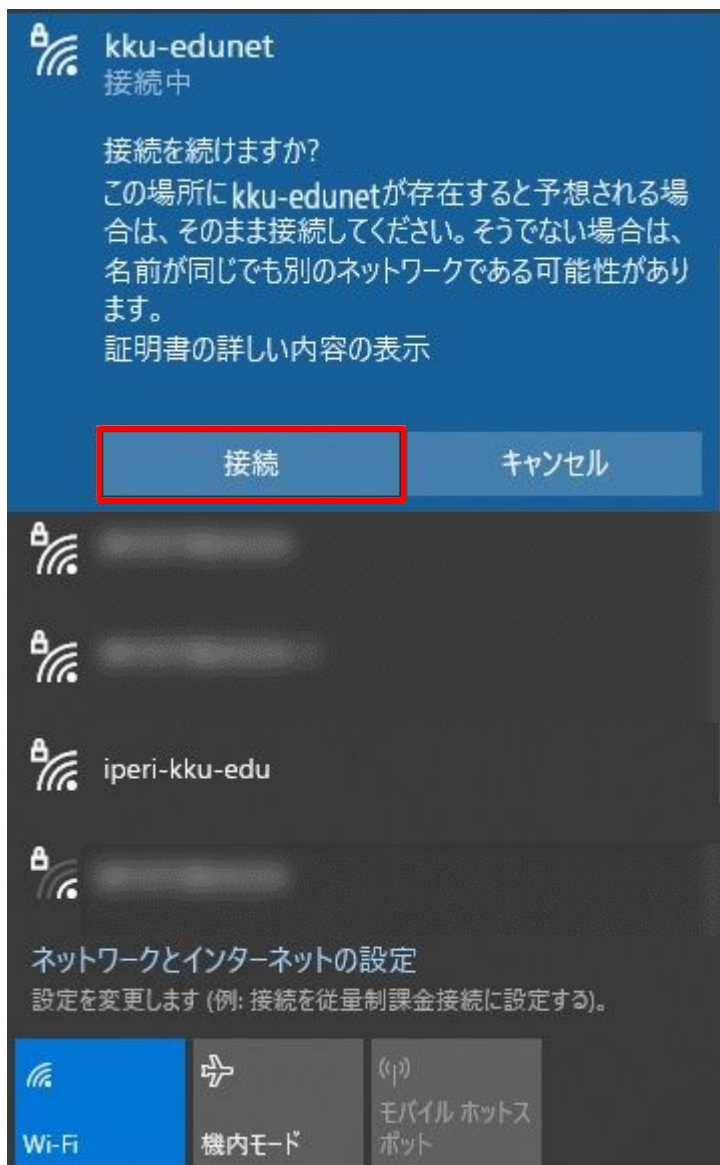 kku-edunet
接続中
接続を続けますか?
この場所にkku-edunetが存在すると予想される場
合は、そのまま接続してください。そうでない場合は、
名前が同じでも別のネットワークである可能性があり
ます。
証明書の詳しい内容の表示
接続
キャンセル
iperi-kku-edu
ネットワークとインターネットの設定
設定を変更します (例: 接続を従量制課金接続に設定する)。
Wi-Fi
機内モード
モバイル ホットス
ポット